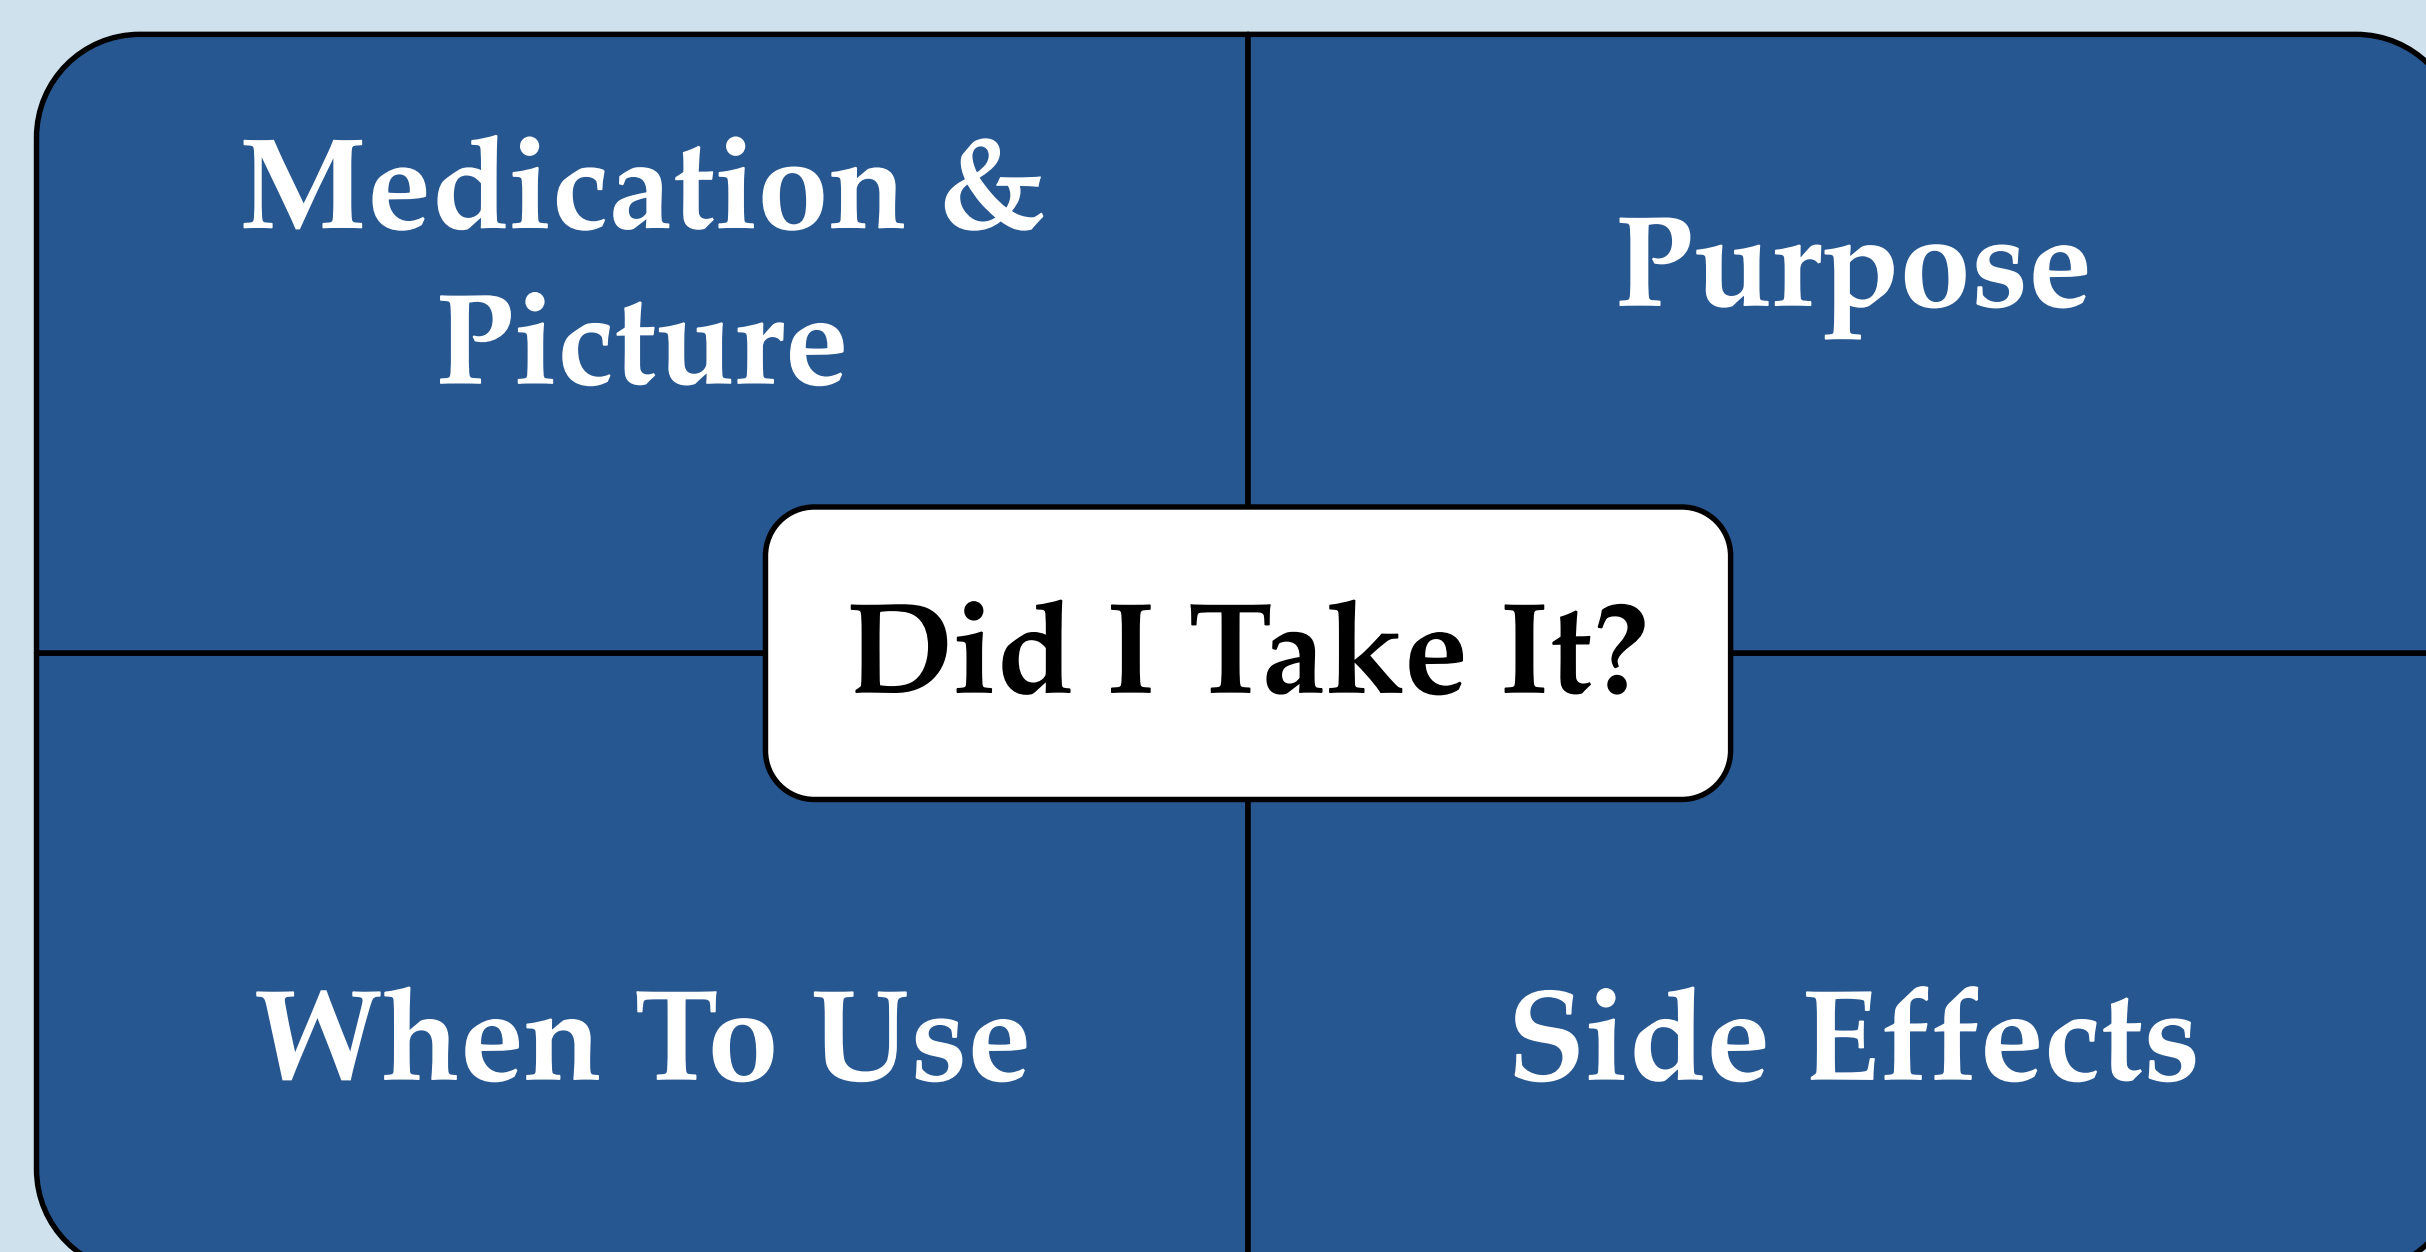 Medication &
Picture
Purpose
Did I Take It?
When To Use
Side Effects